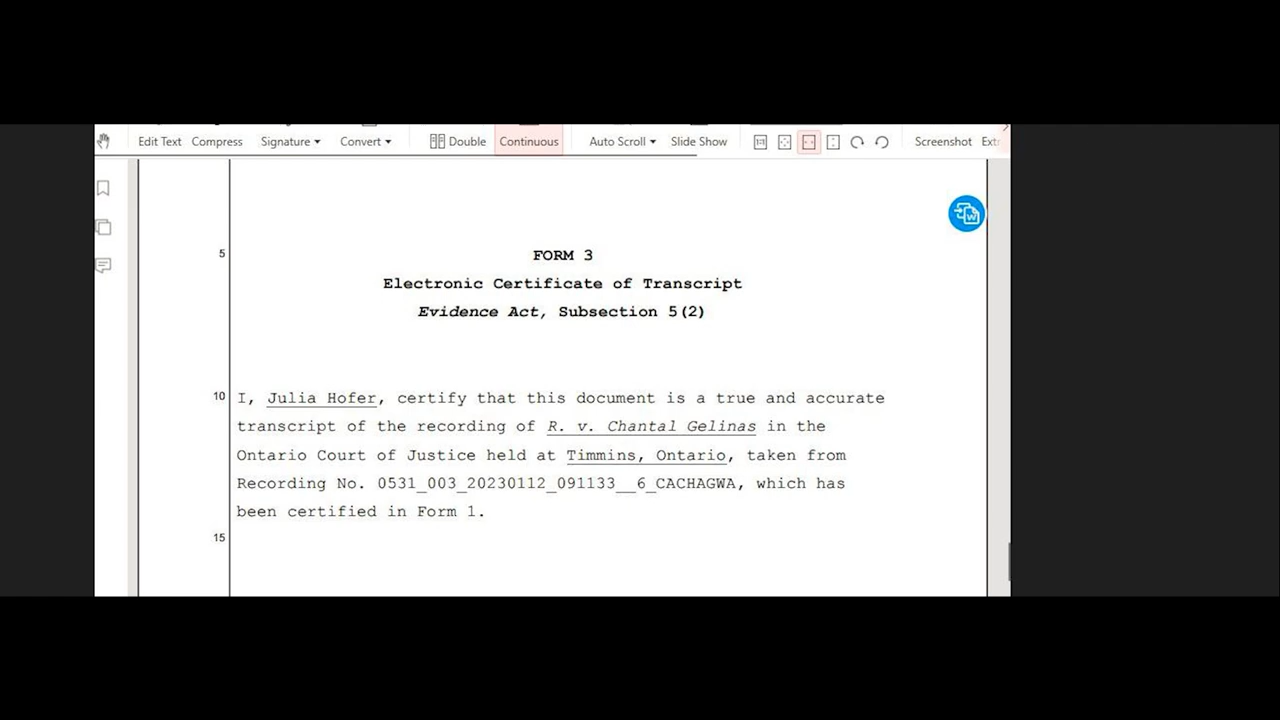 Edit Text Compress Signature Convert Double Continuous Auto Scroll Slide Show Screenshot
5 FORM 3
Electronic Certificate of Transcript
Evidence Act, Subsection 5(2)
10 I, Julia Hofer, certify that this document is a true and accurate
transcript of the recording of R. v. Chantal Gelinas in the
Ontario Court of Justice held at Timmins, Ontario, taken from
Recording No. 0531_003_20230112_091133__6_CACHAGWA, which has
been certified in Form 1.
15